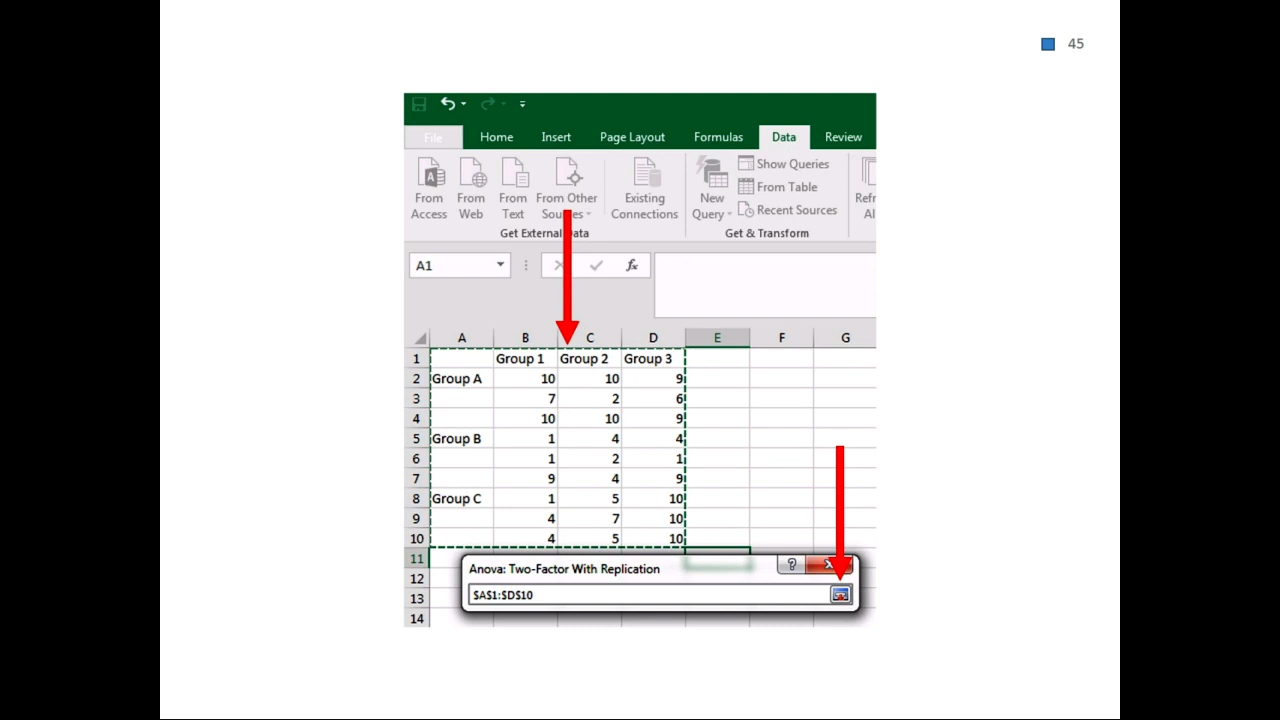 45
File Home Insert Page Layout Formulas Data Review
Show Queries
From From From From Other Existing New From Table Refr
Access Web Text Sources Connections Query Recent Sources Al
Get External Data Get & Transform
A1 fx
A B C D E F G
1 Group 1 Group 2 Group 3
2 Group A 10 10 9
3 7 2 6
4 10 10 9
5 Group B 1 4 4
6 1 2 1
7 9 4 9
8 Group C 1 5 10
9 4 7 10
10 4 5 10
11
12 Anova: Two-Factor With Replication ?
13 $A$1:$D$10
14